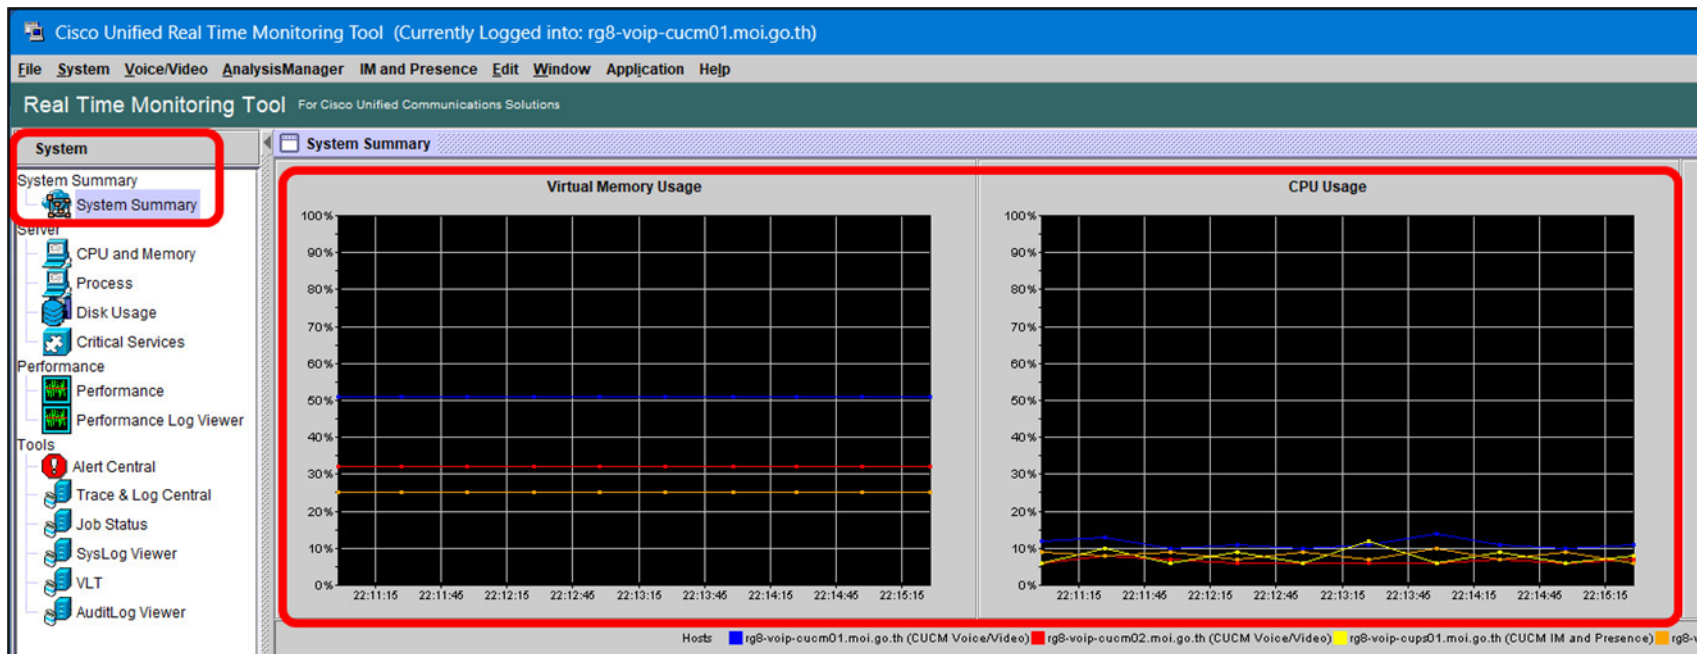 Cisco Unified Real Time Monitoring Tool (Currently Logged into: rg8-voip-cucm01.moi.go.th)
File System Voice/Video AnalysisManager IM and Presence Edit Window Application Help
Real Time Monitoring Tool For Cisco Unified Communications Solutions
System
System Summary
System Summary
Server
CPU and Memory
Process
Disk Usage
Critical Services
Performance
Performance
Performance Log Viewer
Tools
Alert Central
Trace & Log Central
Job Status
SysLog Viewer
VLT
AuditLog Viewer
System Summary
Virtual Memory Usage
100%
90%
80%
70%
60%
50%
40%
30%
20%
10%
0%
22:11:15 22:11:45 22:12:15 22:12:45 22:13:15 22:13:45 22:14:15 22:14:45 22:15:15
CPU Usage
100%
90%
80%
70%
60%
50%
40%
30%
20%
10%
0%
22:11:15 22:11:45 22:12:15 22:12:45 22:13:15 22:13:45 22:14:15 22:14:45 22:15:15
Hosts rg8-voip-cucm01.moi.go.th (CUCM Voice/Video) rg8-voip-cucm02.moi.go.th (CUCM Voice/Video) rg8-voip-cups01.moi.go.th (CUCM IM and Presence) rg8-